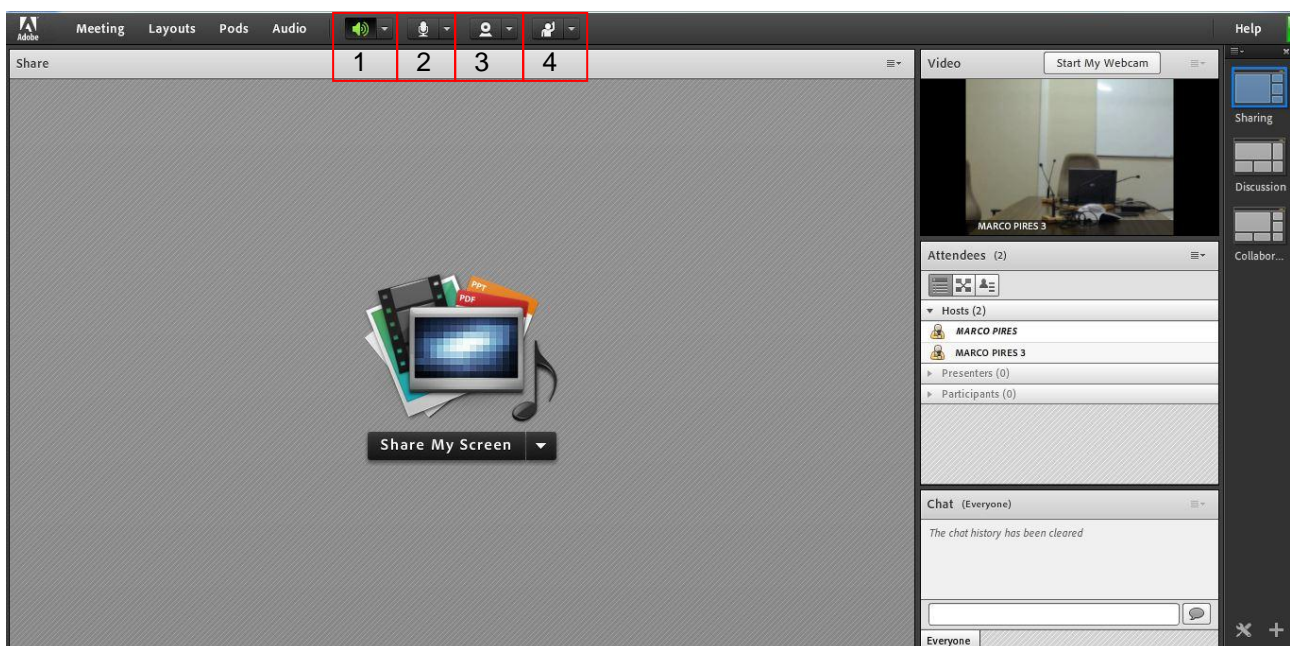 Adobe Meeting Layouts Pods Audio Help
1 2 3 4
Share
Video Start My Webcam
MARCO PIRES 3
Sharing
Discussion
Collabor...
Attendees (2)
Hosts (2)
MARCO PIRES
MARCO PIRES 3
Presenters (0)
Participants (0)
PPT
PDF
Share My Screen
Chat (Everyone)
The chat history has been cleared
Everyone